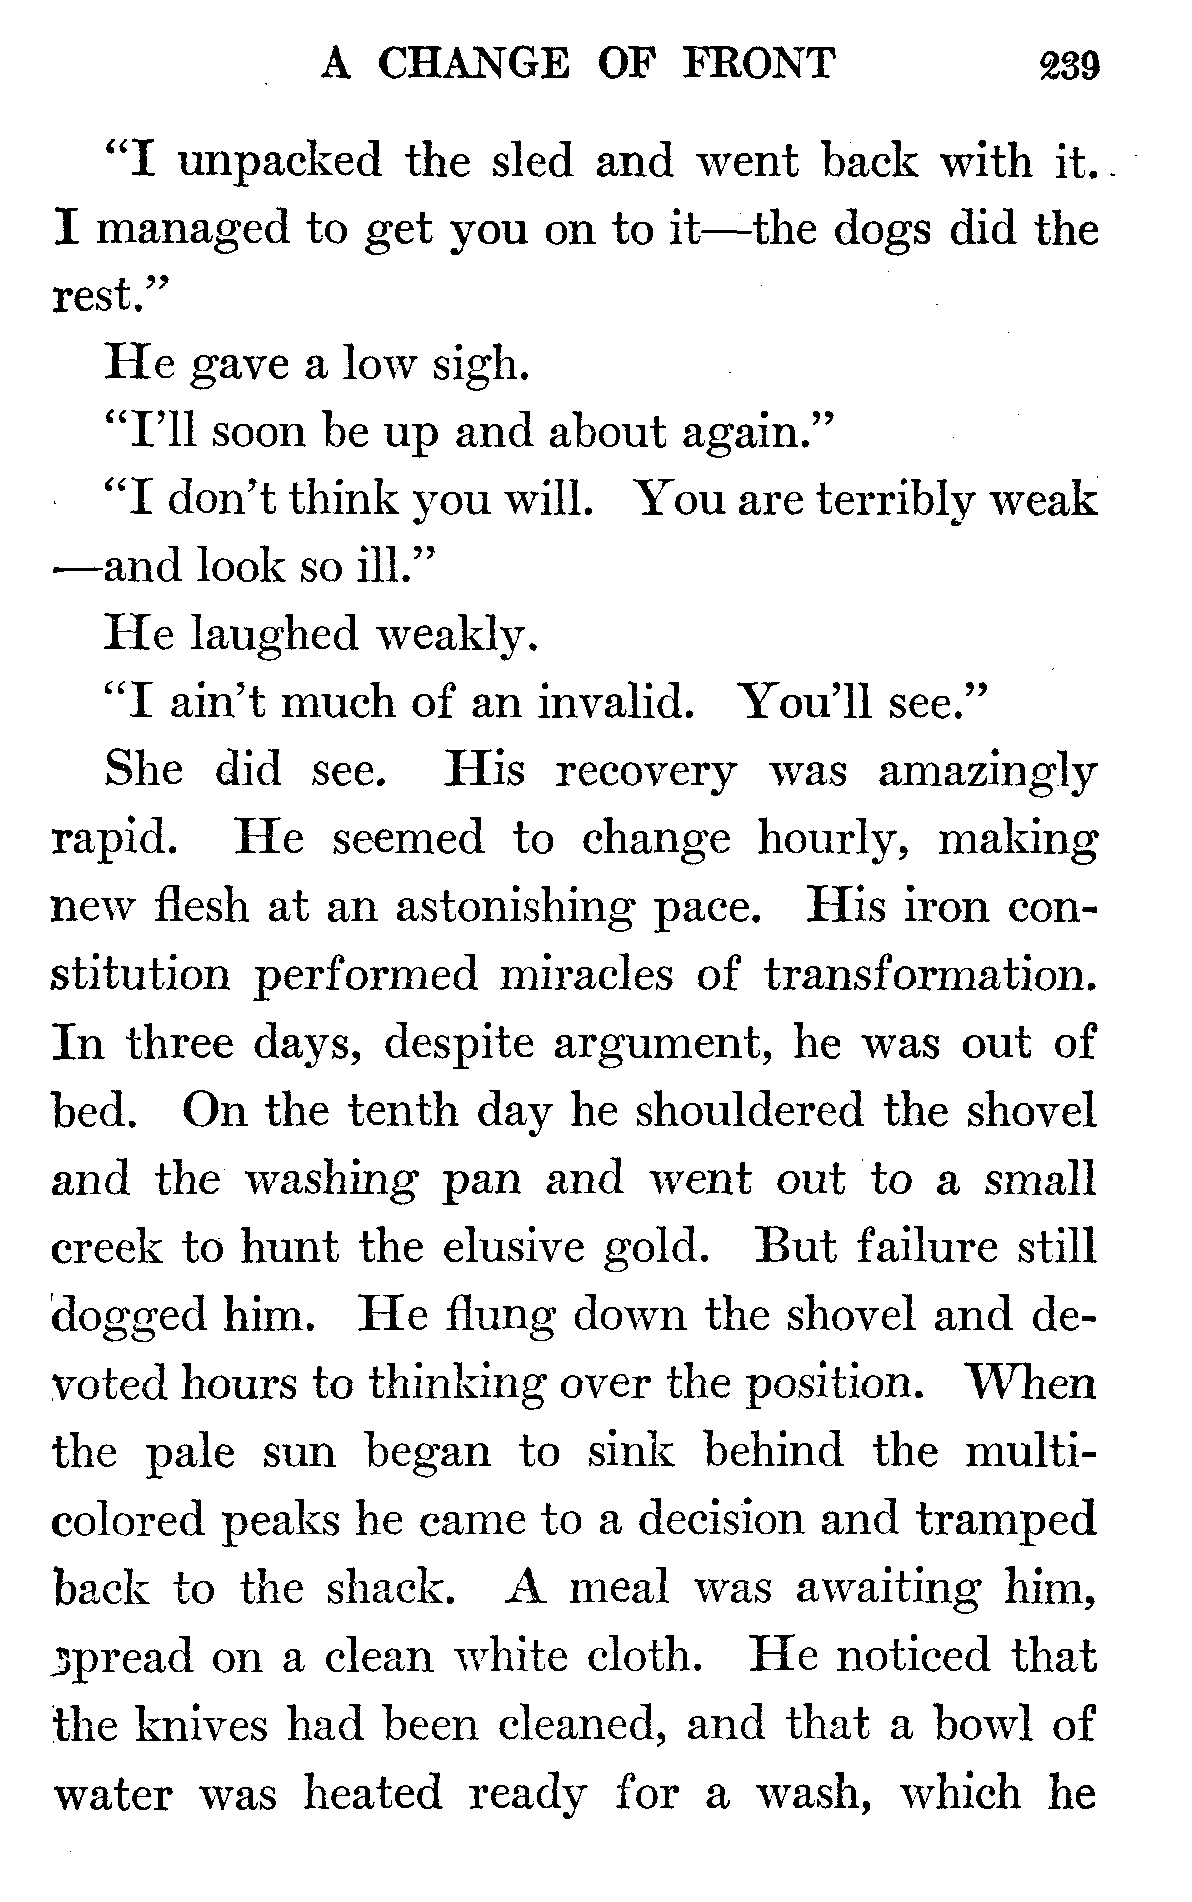 A CHANGE OF FRONT 239
“I unpacked the sled and went back with it.
I managed to get you on to it—the dogs did the
rest.”
He gave a low sigh.
“I’ll soon be up and about again.”
“I don’t think you will. You are terribly weak
—and look so ill.”
He laughed weakly.
“I ain’t much of an invalid. You’ll see.”
She did see. His recovery was amazingly
rapid. He seemed to change hourly, making
new flesh at an astonishing pace. His iron con-
stitution performed miracles of transformation.
In three days, despite argument, he was out of
bed. On the tenth day he shouldered the shovel
and the washing pan and went out to a small
creek to hunt the elusive gold. But failure still
dogged him. He flung down the shovel and de-
voted hours to thinking over the position. When
the pale sun began to sink behind the multi-
colored peaks he came to a decision and tramped
back to the shack. A meal was awaiting him,
spread on a clean white cloth. He noticed that
the knives had been cleaned, and that a bowl of
water was heated ready for a wash, which he